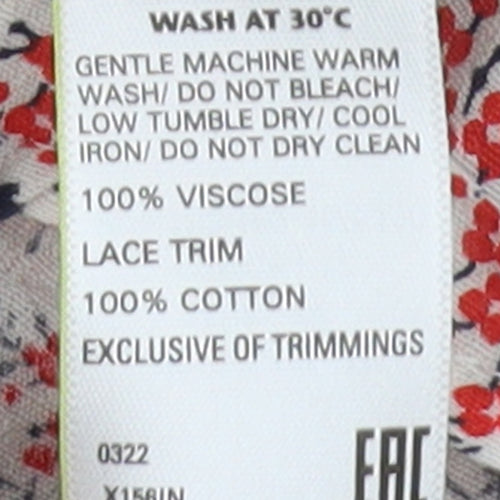 WASH AT 30°C
GENTLE MACHINE WARM
WASH/ DO NOT BLEACH/
LOW TUMBLE DRY/ COOL
IRON/ DO NOT DRY CLEAN
100% VISCOSE
LACE TRIM
100% COTTON
EXCLUSIVE OF TRIMMINGS
0322
EAC